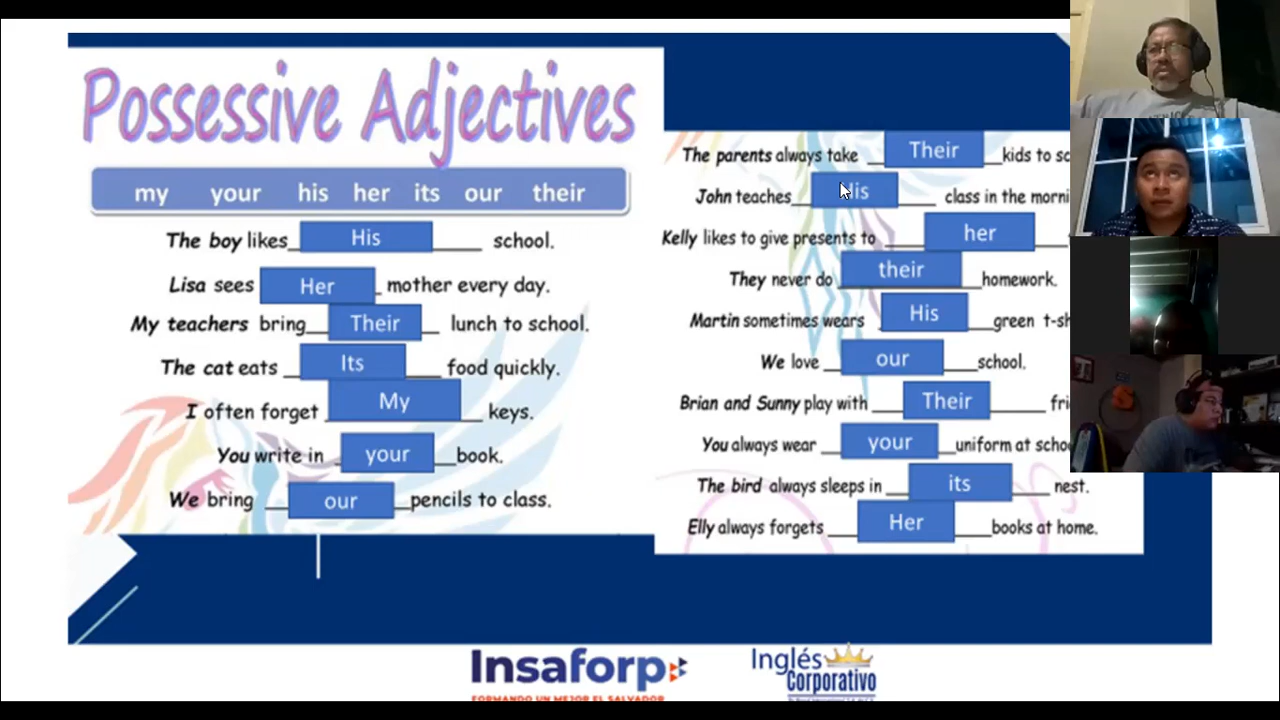 Possessive Adjectives
my your his her its our their
The boy likes His school.
Lisa sees Her mother every day.
My teachers bring Their lunch to school.
The cat eats Its food quickly.
I often forget My keys.
You write in your book.
We bring our pencils to class.
The parents always take Their kids to
John teaches His class in the
Kelly likes to give presents to her
They never do their homework.
Martin sometimes wears His green
We love our school.
Brian and Sunny play with Their
You always wear your uniform at
The bird always sleeps in its nest.
Elly always forgets Her books at home.
Insaforp
FORMANDO UN MEJOR EL SALVADOR
Inglés
Corporativo